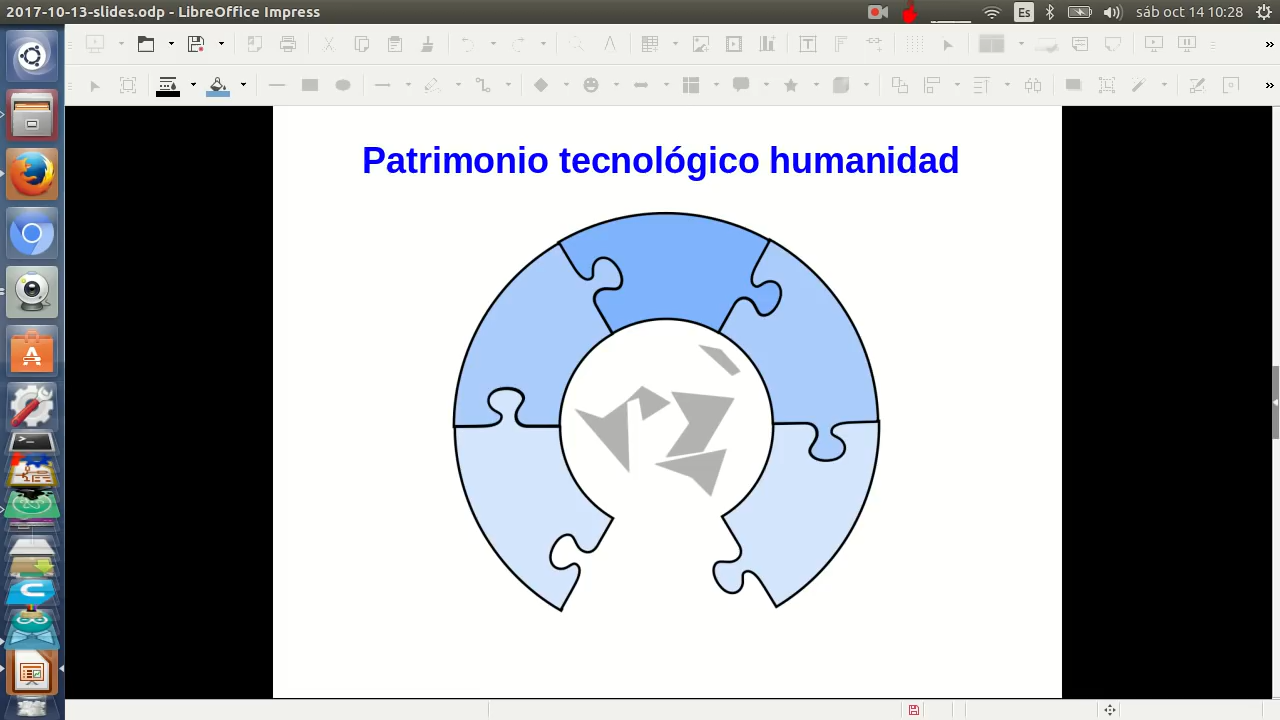 2017-10-13-slides.odp - LibreOffice Impress
Es
sáb oct 14 10:28
Patrimonio tecnológico humanidad